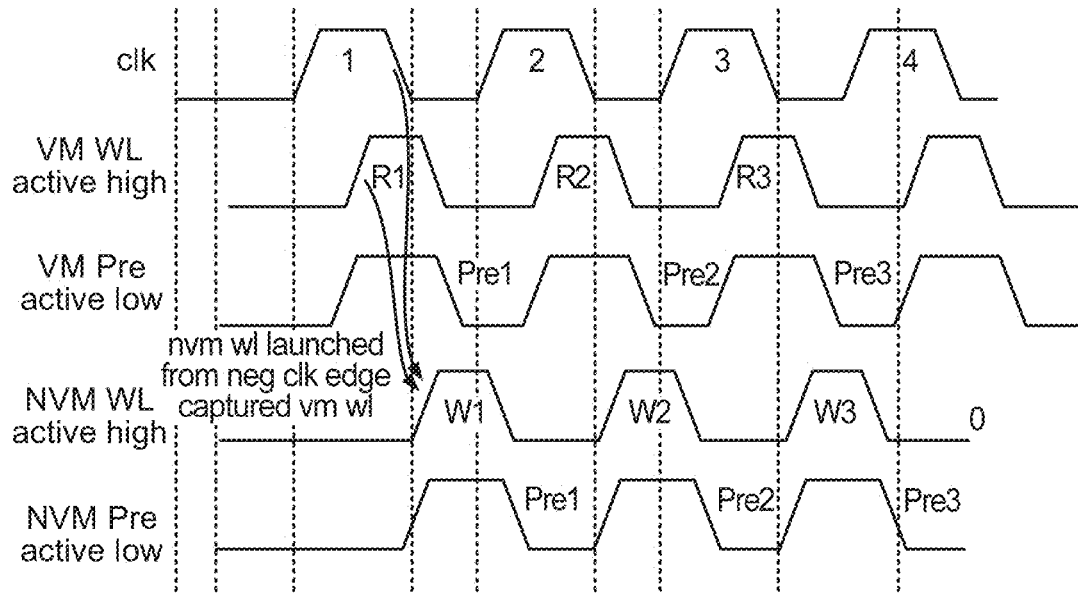 clk
1
2
3
4
VM WL
active high
R1
R2
R3
VM Pre
active low
Pre1
Pre2
Pre3
nvm wl launched
from neg clk edge
captured vm wl
NVM WL
active high
W1
W2
W3
0
NVM Pre
active low
Pre1
Pre2
Pre3